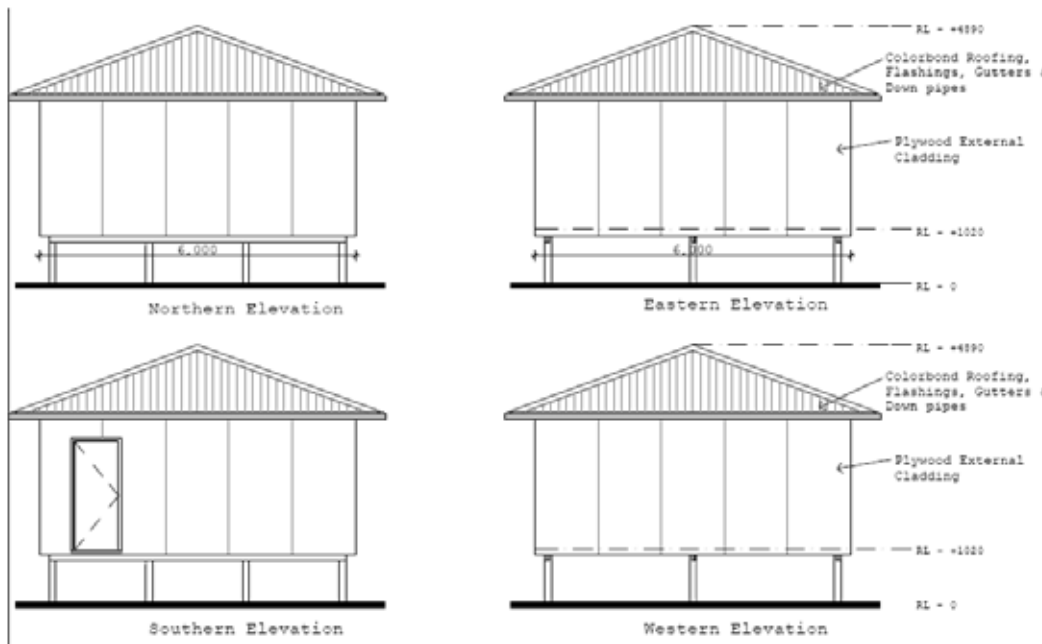 RL - +4890
Colorbond Roofing,
Flashings, Gutters &
Down pipes
Plywood External
Cladding
RL - +1020
6.000
6.000
RL - 0
Northern Elevation
Eastern Elevation
RL - +4890
Colorbond Roofing,
Flashings, Gutters &
Down pipes
Plywood External
Cladding
RL - +1020
RL - 0
Southern Elevation
Western Elevation